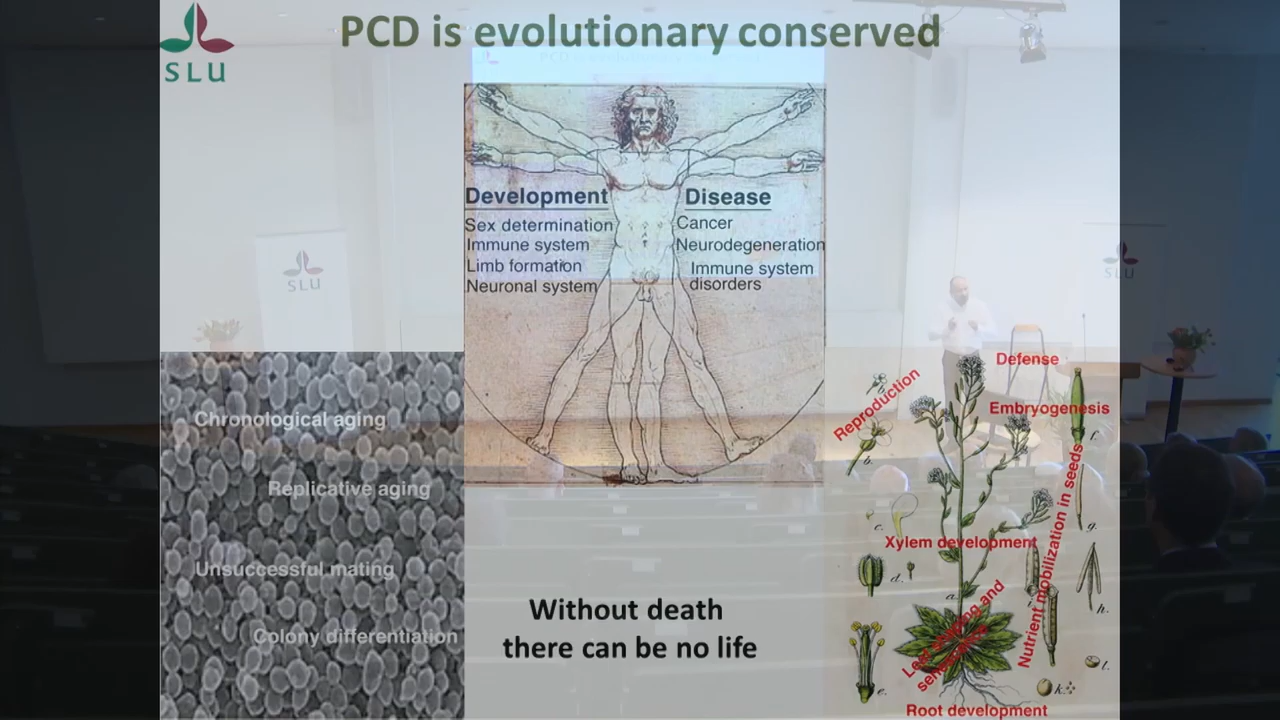 SLU
PCD is evolutionary conserved
Development
Sex determination
Immune system
Limb formation
Neuronal system
Disease
Cancer
Neurodegeneration
Immune system
disorders
SLU
SLU
Chronological aging
Replicative aging
Unsuccessful mating
Colony differentiation
Without death
there can be no life
Defense
Reproduction
Embryogenesis
Xylem development
Nutrient mobilization in seeds
and
Root development
b.
c.
d.
a.
e.
f.
g.
h.
i.
k.
l.